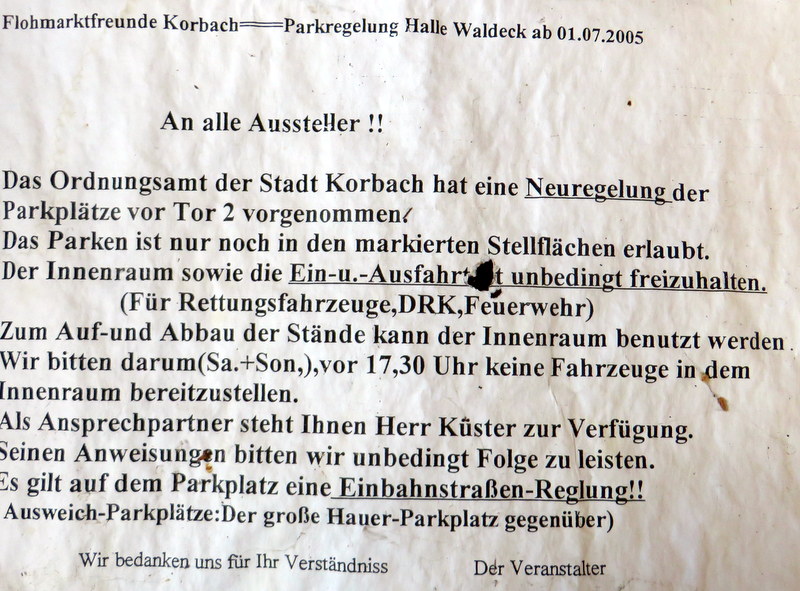 Flohmarktfreunde Korbach====Parkregelung Halle Waldeck ab 01.07.2005
An alle Aussteller !!
Das Ordnungsamt der Stadt Korbach hat eine Neuregelung der
Parkplätze vor Tor 2 vorgenommen
Das Parken ist nur noch in den markierten Stellflächen erlaubt.
Der Innenraum sowie die Ein-u.-Ausfahrt unbedingt freizuhalten.
(Für Rettungsfahrzeuge,DRK,Feuerwehr)
Zum Auf-und Abbau der Stände kann der Innenraum benutzt werden.
Wir bitten darum(Sa.+Son,),vor 17,30 Uhr keine Fahrzeuge in dem
Innenraum bereitzustellen.
Als Ansprechpartner steht Ihnen Herr Küster zur Verfügung.
Seinen Anweisungen bitten wir unbedingt Folge zu leisten.
Es gilt auf dem Parkplatz eine Einbahnstraßen-Reglung!!
Ausweich-Parkplätze:Der große Hauer-Parkplatz gegenüber)
Wir bedanken uns für Ihr Verständniss Der Veranstalter